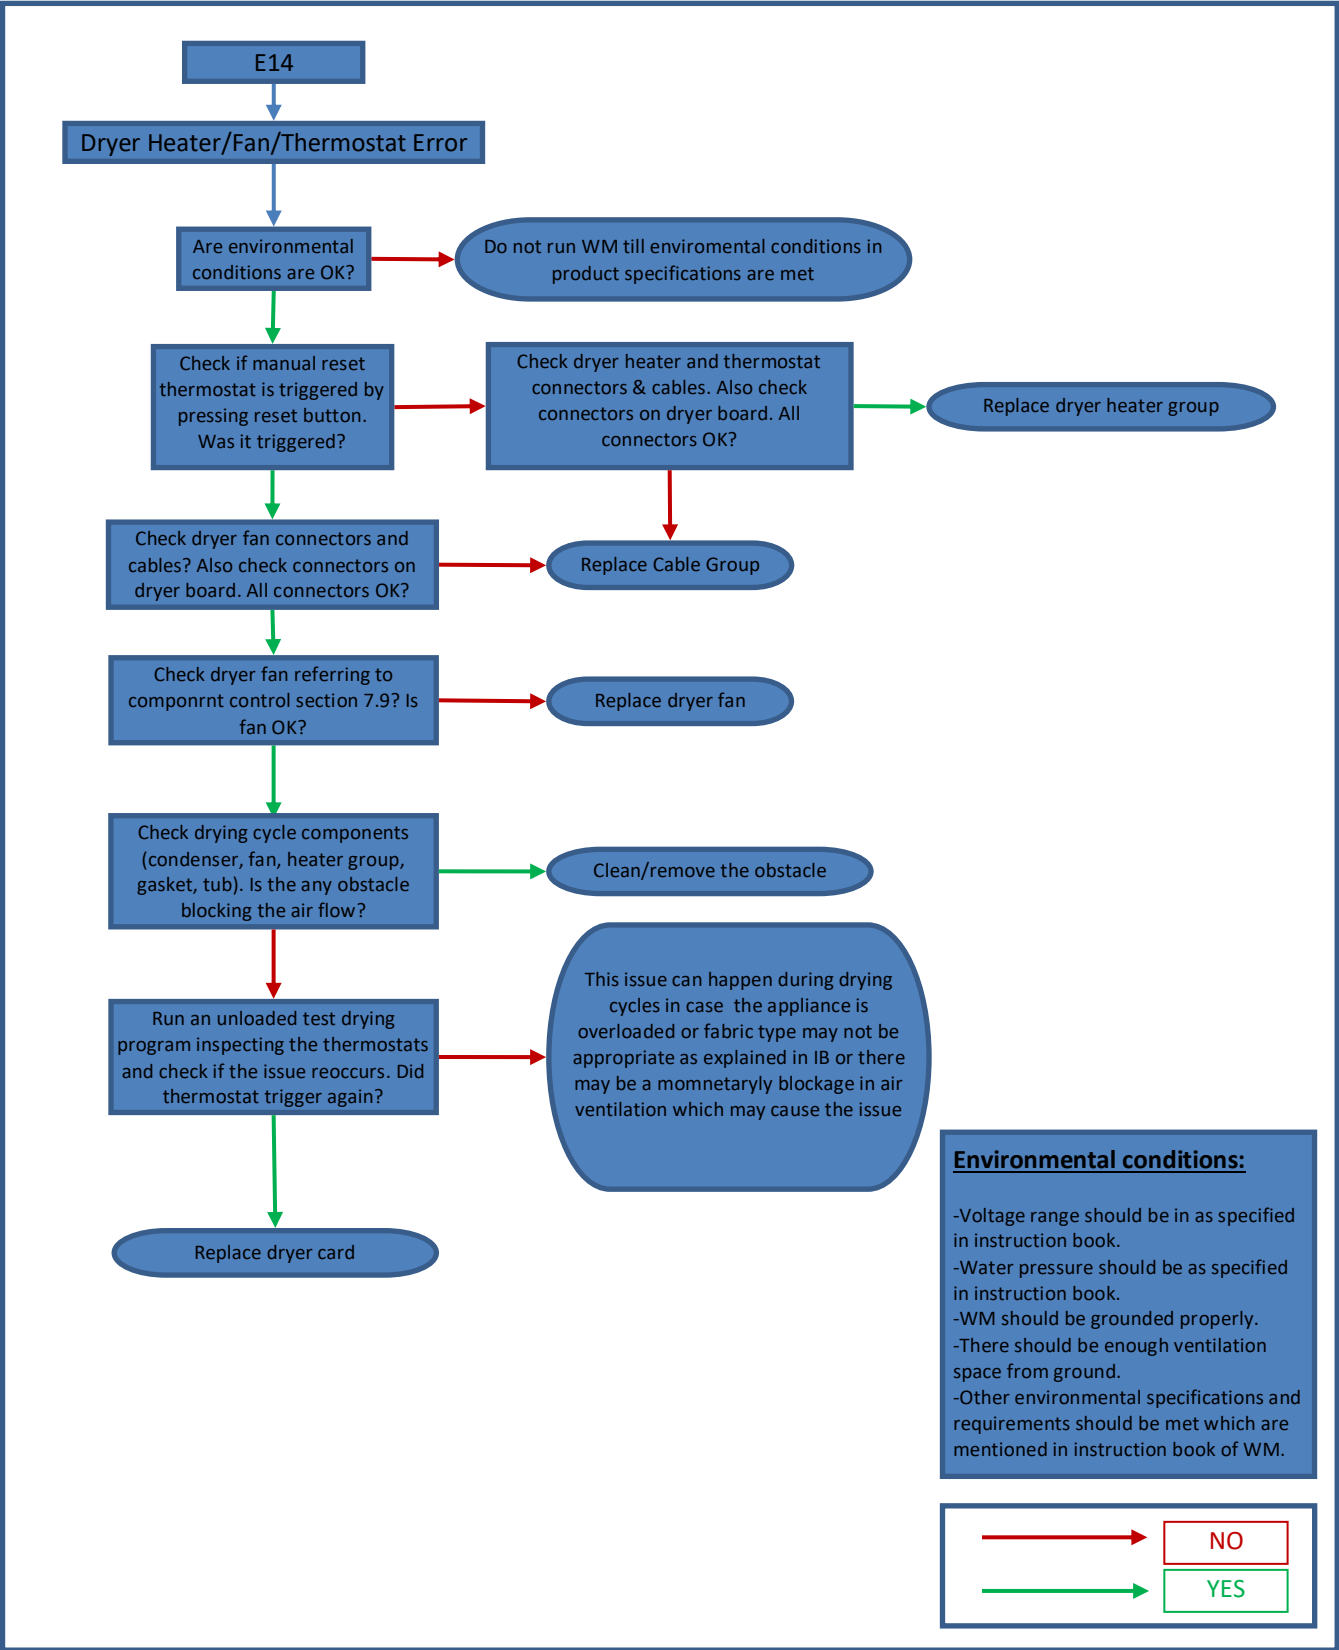 E14
Dryer Heater/Fan/Thermostat Error
Are environmental
conditions are OK?
Do not run WM till enviromental conditions in
product specifications are met
Check if manual reset
thermostat is triggered by
pressing reset button.
Was it triggered?
Check dryer heater and thermostat
connectors & cables. Also check
connectors on dryer board. All
connectors OK?
Replace dryer heater group
Check dryer fan connectors and
cables? Also check connectors on
dryer board. All connectors OK?
Replace Cable Group
Check dryer fan referring to
componrnt control section 7.9? Is
fan OK?
Replace dryer fan
Check drying cycle components
(condenser, fan, heater group,
gasket, tub). Is the any obstacle
blocking the air flow?
Clean/remove the obstacle
Run an unloaded test drying
program inspecting the thermostats
and check if the issue reoccurs. Did
thermostat trigger again?
This issue can happen during drying
cycles in case  the appliance is
overloaded or fabric type may not be
appropriate as explained in IB or there
may be a momnetaryly blockage in air
ventilation which may cause the issue
Replace dryer card
Environmental conditions:
-Voltage range should be in as specified
in instruction book.
-Water pressure should be as specified
in instruction book.
-WM should be grounded properly.
-There should be enough ventilation
space from ground.
-Other environmental specifications and
requirements should be met which are
mentioned in instruction book of WM.
NO
YES